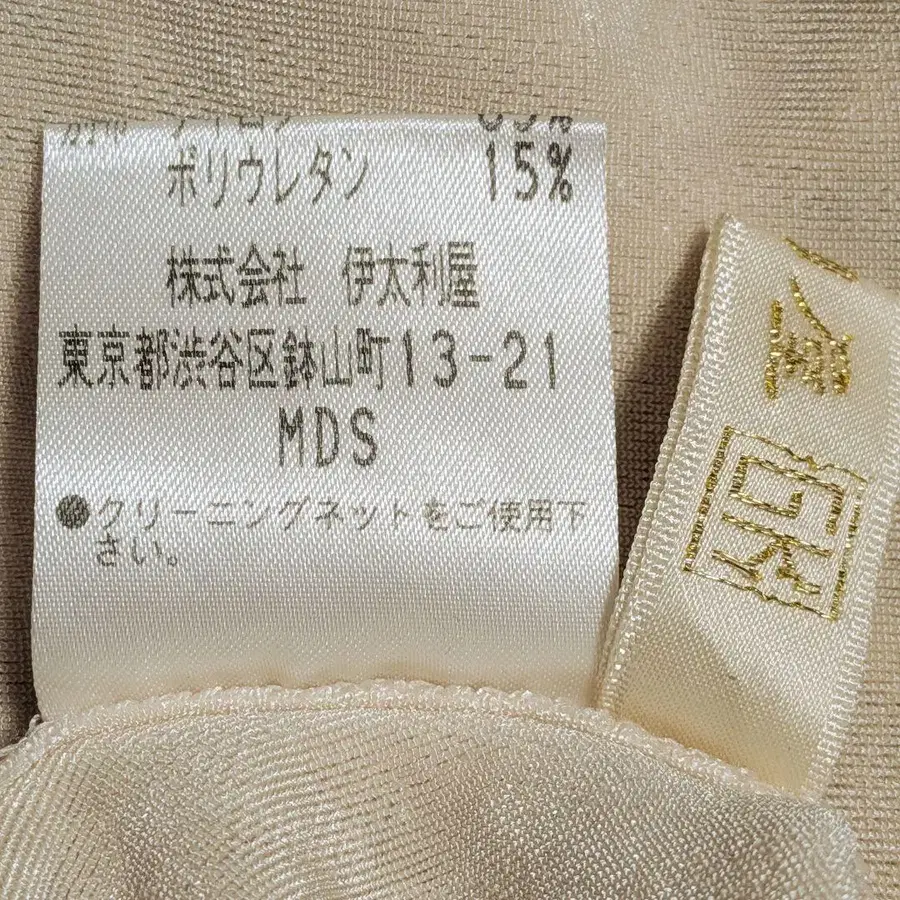 ポリウレタン 15%
株式会社 伊太利屋
東京都渋谷区鉢山町13-21
MDS
●クリーニングネットをご使用下
さい。